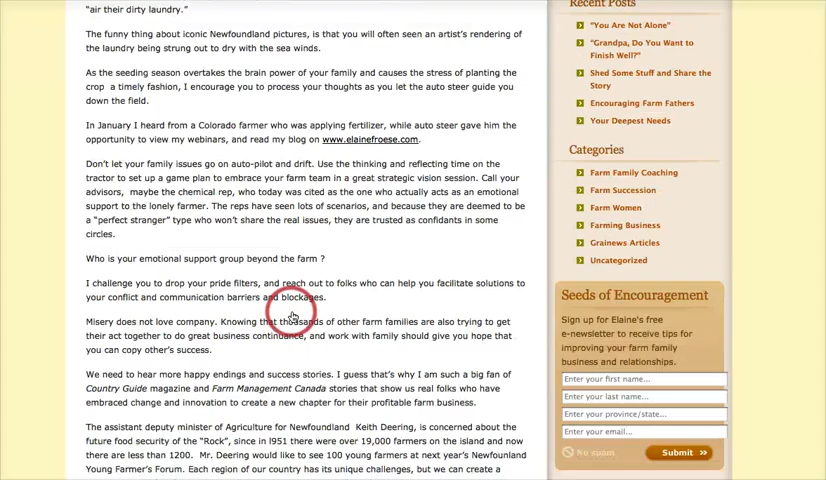 "air their dirty laundry."
The funny thing about iconic Newfoundland pictures, is that you will often seen an artist's rendering of
the laundry being strung out to dry with the sea winds.
As the seeding season overtakes the brain power of your family and causes the stress of planting the
crop a timely fashion, I encourage you to process your thoughts as you let the auto steer guide you
down the field.
In January I heard from a Colorado farmer who was applying fertilizer, while auto steer gave him the
opportunity to view my webinars, and read my blog on www.elainefroese.com.
Don't let your family issues go on auto-pilot and drift. Use the thinking and reflecting time on the
tractor to set up a game plan to embrace your farm team in a great strategic vision session. Call your
advisors, maybe the chemical rep, who today was cited as the one who actually acts as an emotional
support to the lonely farmer. The reps have seen lots of scenarios, and because they are deemed to be
a "perfect stranger" type who won't share the real issues, they are trusted as confidants in some
circles.
Who is your emotional support group beyond the farm ?
I challenge you to drop your pride filters, and reach out to folks who can help you facilitate solutions to
your conflict and communication barriers and blockages.
Misery does not love company. Knowing that thousands of other farm families are also trying to get
their act together to do great business continuance, and work with family should give you hope that
you can copy other's success.
We need to hear more happy endings and success stories. I guess that's why I am such a big fan of
Country Guide magazine and Farm Management Canada stories that show us real folks who have
embraced change and innovation to create a new chapter for their profitable farm business.
The assistant deputy minister of Agriculture for Newfoundland Keith Deering, is concerned about the
future food security of the "Rock", since in l951 there were over 19,000 farmers on the island and now
there are less than 1200. Mr. Deering would like to see 100 young farmers at next year's Newfoundland
Young Farmer's Forum. Each region of our country has its unique challenges, but we can create a
Recent Posts
"You Are Not Alone"
"Grandpa, Do You Want to
Finish Well?"
Shed Some Stuff and Share the
Story
Encouraging Farm Fathers
Your Deepest Needs
Categories
Farm Family Coaching
Farm Succession
Farm Women
Farming Business
Grainews Articles
Uncategorized
Seeds of Encouragement
Sign up for Elaine's free
e-newsletter to receive tips for
improving your farm family
business and relationships.
Enter your first name...
Enter your last name...
Enter your province/state...
Enter your email...
No spam
Submit